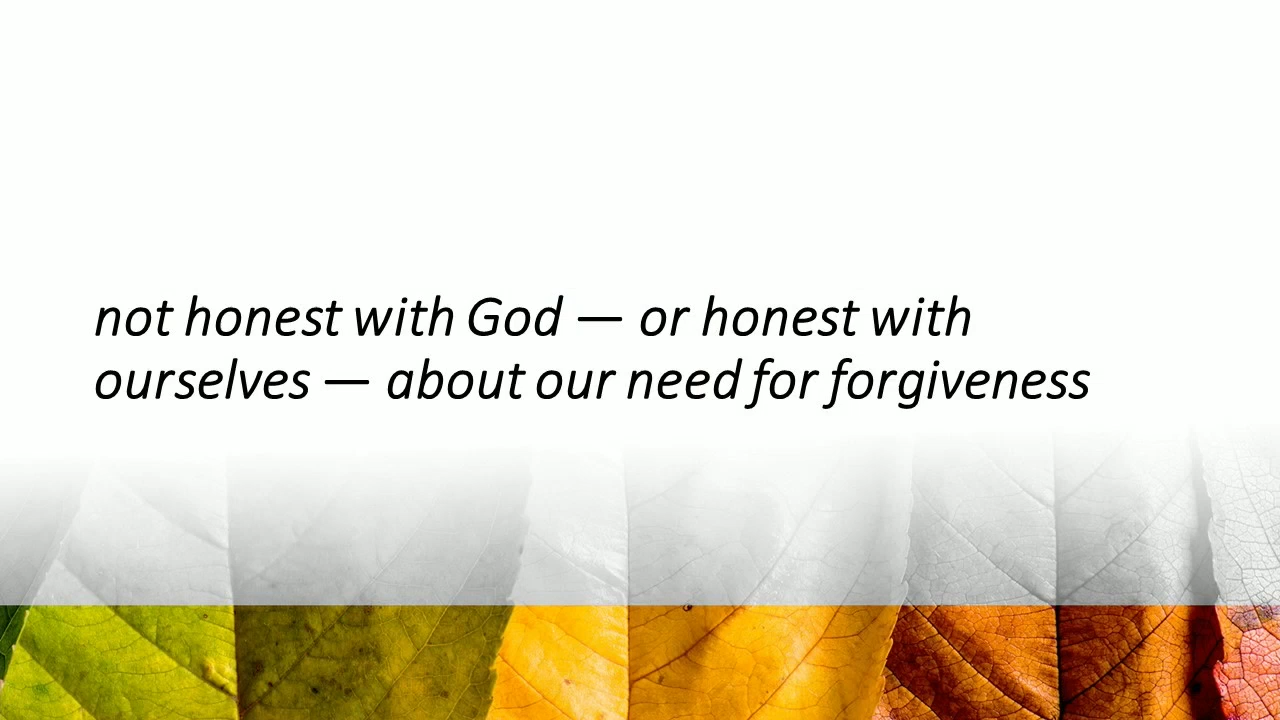 not honest with God — or honest with
ourselves — about our need for forgiveness